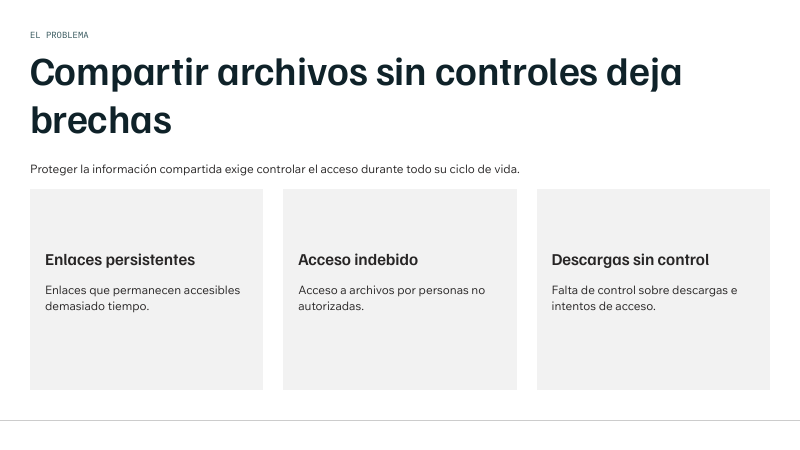 EL PROBLEMA
Compartir archivos sin controles deja
brechas
Proteger la información compartida exige controlar el acceso durante todo su ciclo de vida.
Enlaces persistentes
Enlaces que permanecen accesibles
demasiado tiempo.
Acceso indebido
Acceso a archivos por personas no
autorizadas.
Descargas sin control
Falta de control sobre descargas e
intentos de acceso.